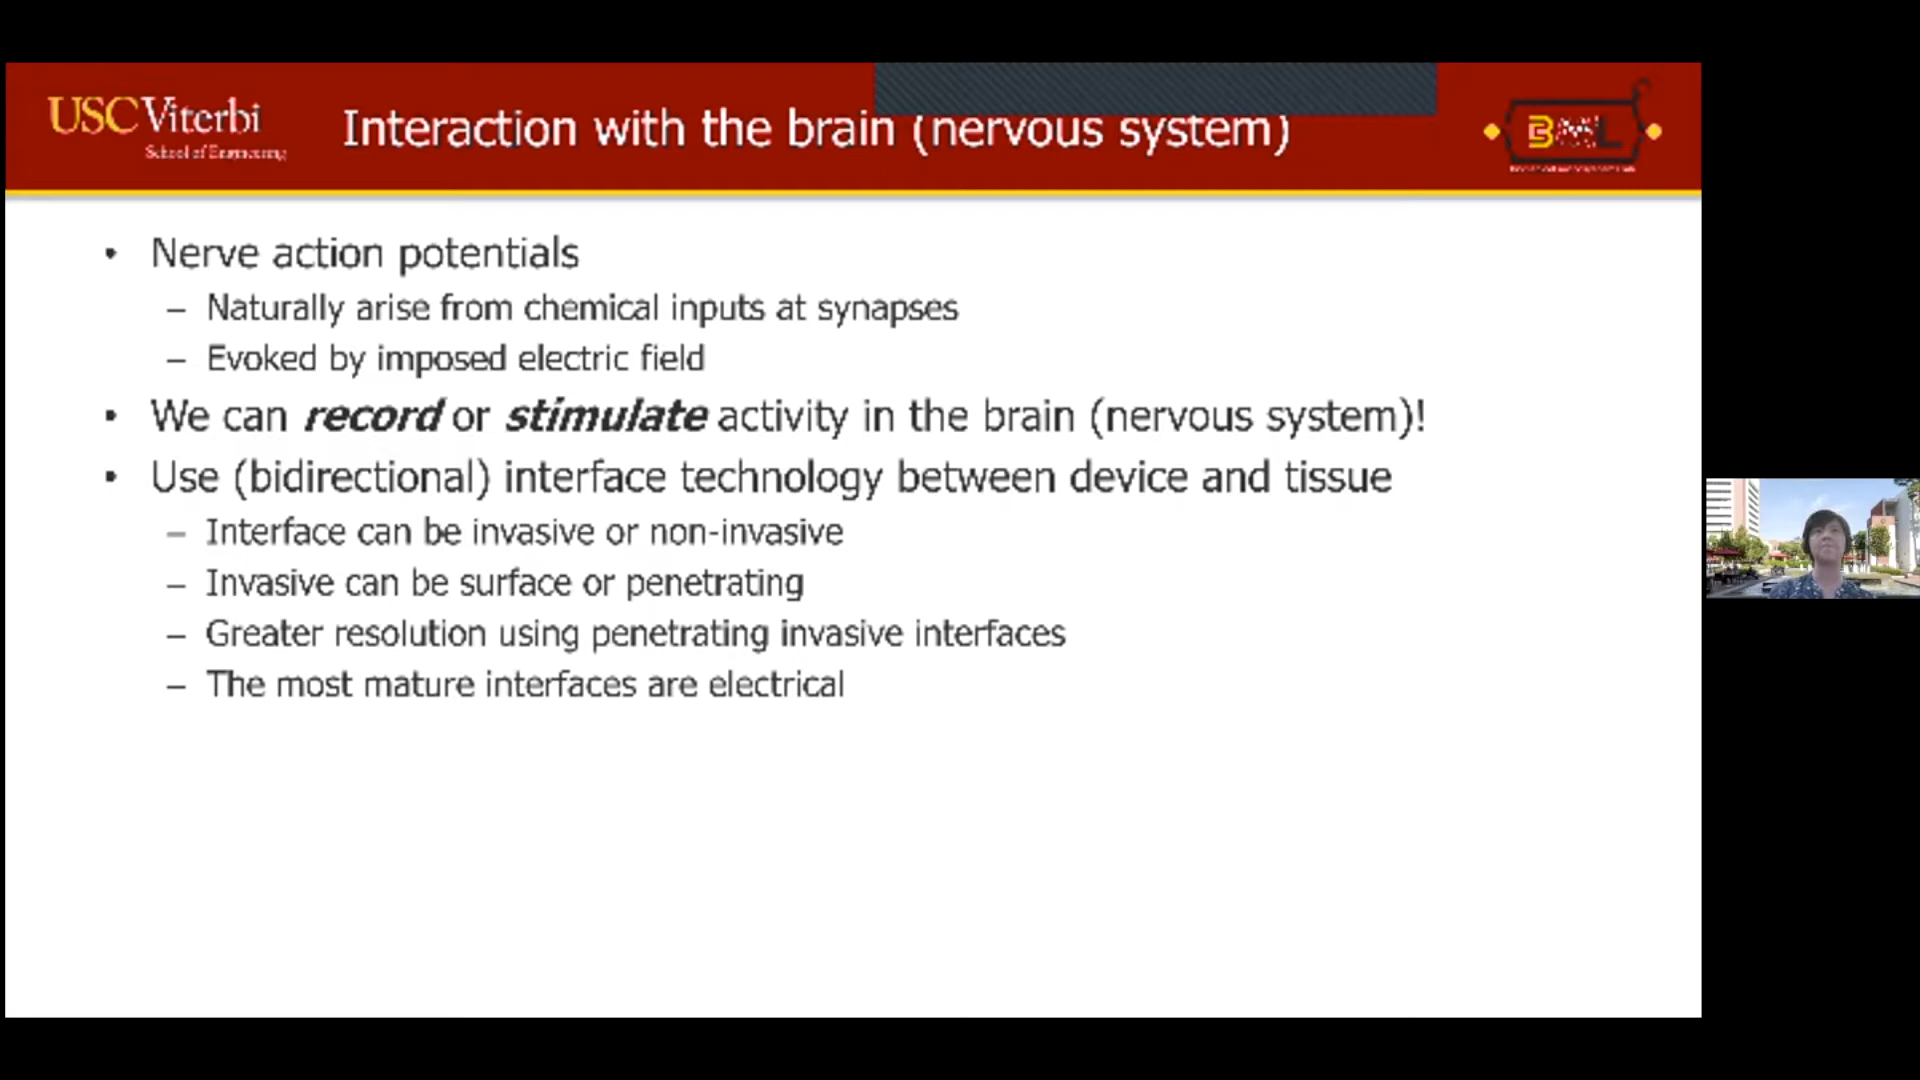 USC Viterbi
School of Engineering
Interaction with the brain (nervous system)
• Nerve action potentials
– Naturally arise from chemical inputs at synapses
– Evoked by imposed electric field
• We can record or stimulate activity in the brain (nervous system)!
• Use (bidirectional) interface technology between device and tissue
– Interface can be invasive or non-invasive
– Invasive can be surface or penetrating
– Greater resolution using penetrating invasive interfaces
– The most mature interfaces are electrical